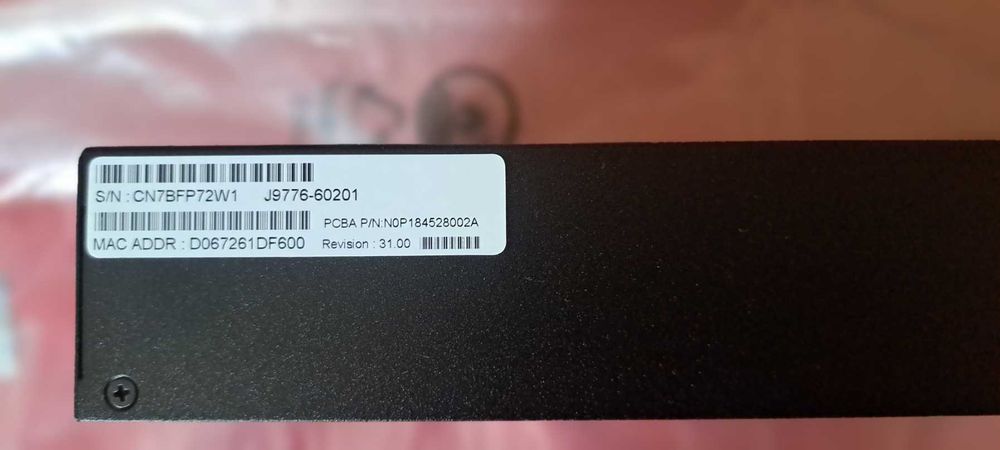 S/N : CN7BFP72W1 J9776-60201
PCBA P/N:N0P184528002A
MAC ADDR : D067261DF600 Revision : 31.00